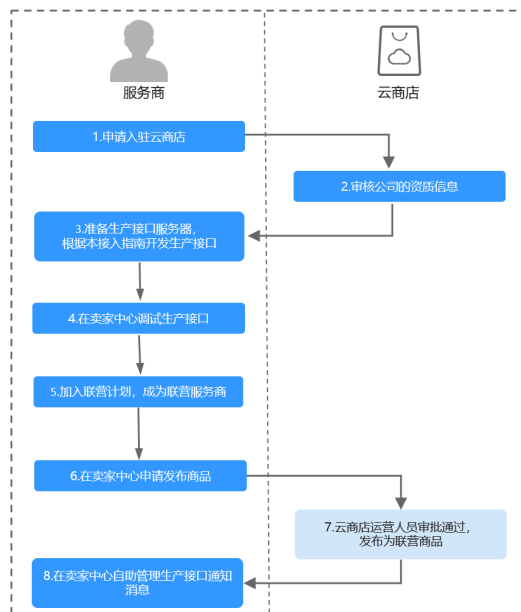 服务商
云商店
1.申请入驻云商店
2.审核公司的资质信息
3.准备生产接口服务器，
根据本接入指南开发生产接口
4.在卖家中心调试生产接口
5.加入联营计划，成为联营服务商
6.在卖家中心申请发布商品
7.云商店运营人员审批通过，
发布为联营商品
8.在卖家中心自助管理生产接口通知
消息